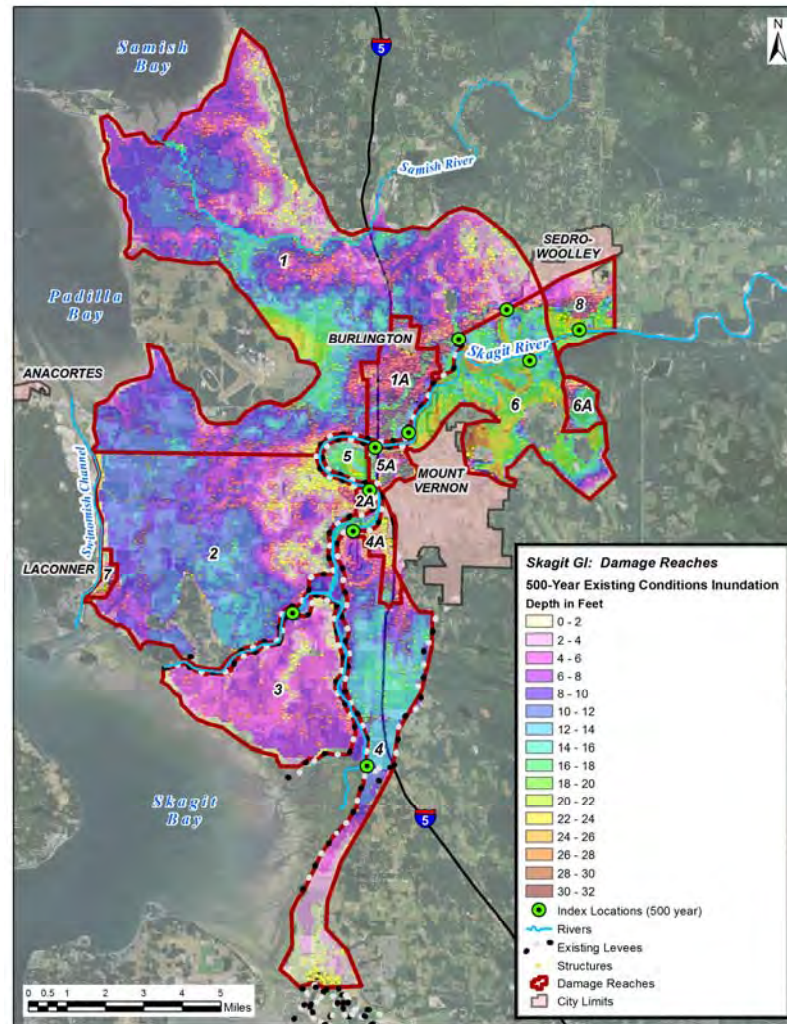 Samish
Bay
5
N
Samish River
SEDRO-
WOOLLEY
1
8
Padilla
Bay
BURLINGTON
Skagit River
ANACORTES
1A
6
6A
5
5A
MOUNT
VERNON
Swinomish Channel
2A
4A
2
LACONNER
7
3
4
Skagit
Bay
5
Skagit GI: Damage Reaches
500-Year Existing Conditions Inundation
Depth in Feet
0 - 2
2 - 4
4 - 6
6 - 8
8 - 10
10 - 12
12 - 14
14 - 16
16 - 18
18 - 20
20 - 22
22 - 24
24 - 26
26 - 28
28 - 30
30 - 32
Index Locations (500 year)
Rivers
Existing Levees
Structures
Damage Reaches
City Limits
0 0.5 1 2 3 4 5
Miles